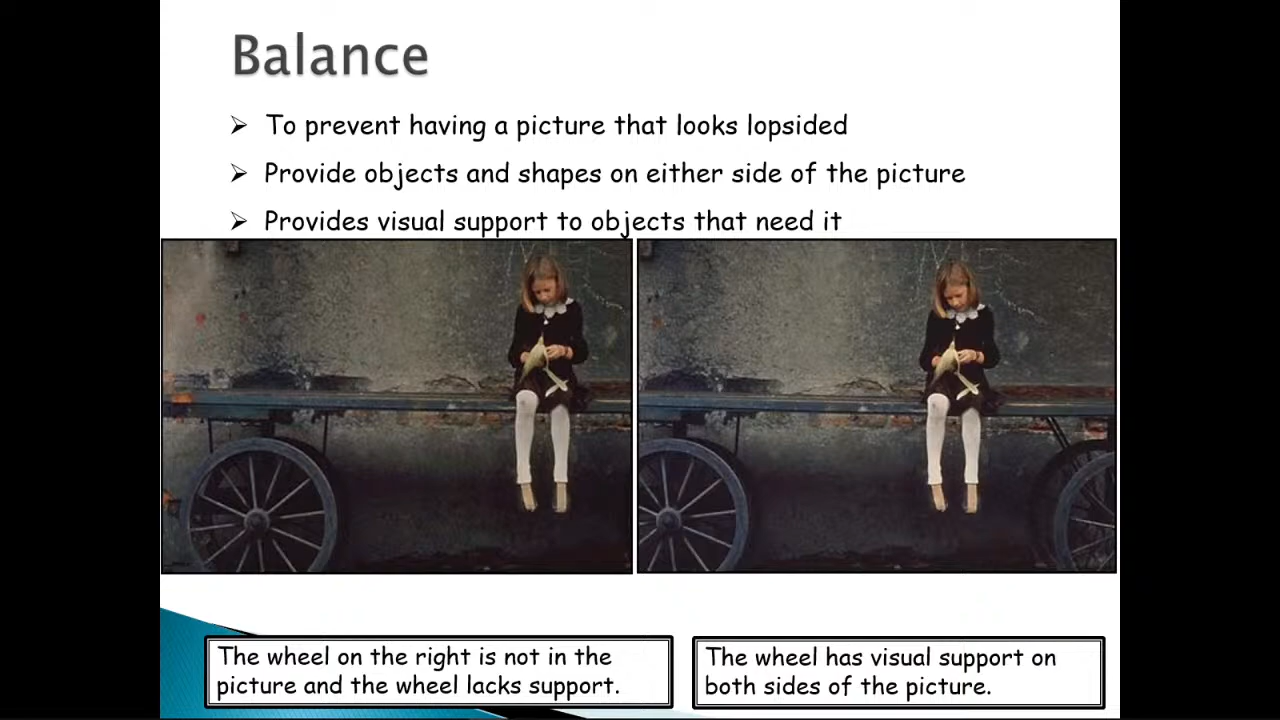 Balance
To prevent having a picture that looks lopsided
Provide objects and shapes on either side of the picture
Provides visual support to objects that need it
The wheel on the right is not in the
picture and the wheel lacks support.
The wheel has visual support on
both sides of the picture.